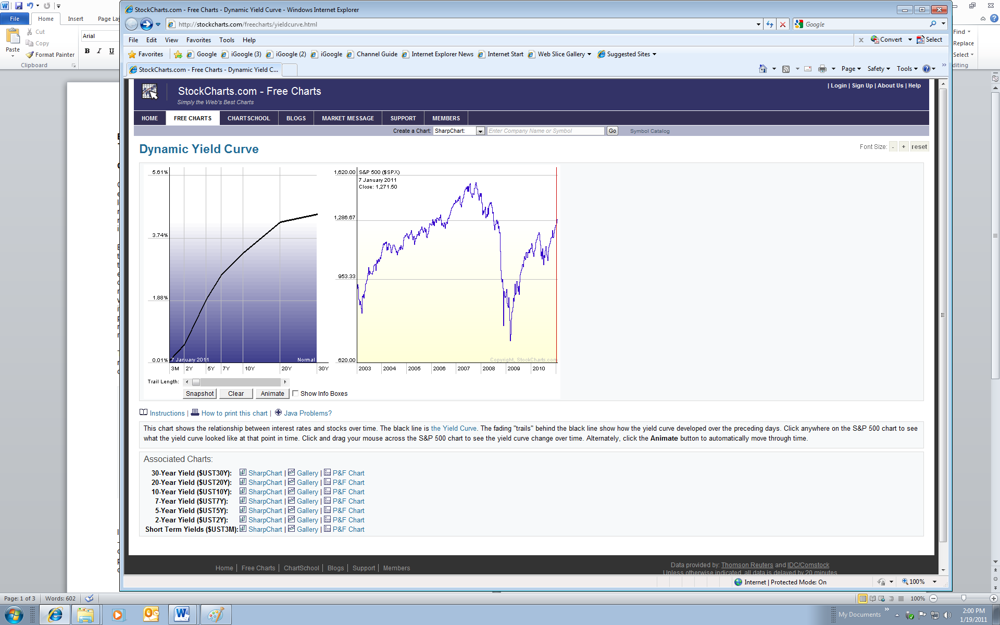 StockCharts.com - Free Charts - Dynamic Yield Curve - Windows Internet Explorer
File Home Insert Page Lay
http://stockcharts.com/freecharts/yieldcurve.html
Google
Paste
Cut
Copy
Format Painter
Clipboard
Arial
B I U
File Edit View Favorites Tools Help
x Convert Select
Find
Replace
Select
diting
Favorites Google iGoogle (3) iGoogle (2) iGoogle Channel Guide Internet Explorer News Internet Start Web Slice Gallery Suggested Sites
StockCharts.com - Free Charts - Dynamic Yield C...
Page Safety Tools
StockCharts.com - Free Charts
Simply the Web's Best Charts
| Login | Sign Up | About Us | Help
HOME FREE CHARTS CHARTSCHOOL BLOGS MARKET MESSAGE SUPPORT MEMBERS
Create a Chart: SharpChart: Enter Company Name or Symbol Go Symbol Catalog
Dynamic Yield Curve
Font Size: - + reset
5.61%
3.74%
1.88%
0.01%
7 January 2011 Normal
3M 2Y 5Y 7Y 10Y 20Y 30Y
1,620.00 S&P 500 ($SPX)
7 January 2011
Close: 1,271.50
1,286.67
953.33
620.00
Copyright, StockCharts.com
2003 2004 2005 2006 2007 2008 2009 2010
Trail Length:
Snapshot Clear Animate Show Info Boxes
Instructions | How to print this chart | Java Problems?
This chart shows the relationship between interest rates and stocks over time. The black line is the Yield Curve. The fading "trails" behind the black line show how the yield curve developed over the preceding days. Click anywhere on the S&P 500 chart to see
what the yield curve looked like at that point in time. Click and drag your mouse across the S&P 500 chart to see the yield curve change over time. Alternately, click the Animate button to automatically move through time.
Associated Charts:
30-Year Yield ($UST30Y): SharpChart | Gallery | P&F Chart
20-Year Yield ($UST20Y): SharpChart | Gallery | P&F Chart
10-Year Yield ($UST10Y): SharpChart | Gallery | P&F Chart
7-Year Yield ($UST7Y): SharpChart | Gallery | P&F Chart
5-Year Yield ($UST5Y): SharpChart | Gallery | P&F Chart
2-Year Yield ($UST2Y): SharpChart | Gallery | P&F Chart
Short Term Yields ($UST3M): SharpChart | Gallery | P&F Chart
Home | Free Charts | ChartSchool | Blogs | Support | Members
Data provided by: Thomson Reuters and IDC/Comstock
Unless otherwise indicated, all data is delayed by 20 minutes
Internet | Protected Mode: On
100%
Page: 1 of 3 Words: 602
100%
My Documents
2:00 PM
1/19/2011